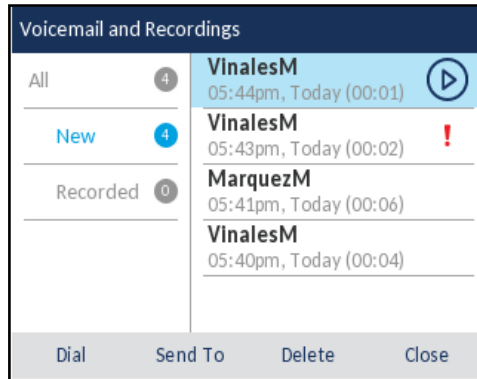 Voicemail and Recordings
All 4
New 4
Recorded 0
VinalesM
05:44pm, Today (00:01)
VinalesM
05:43pm, Today (00:02)
!
MarquezM
05:41pm, Today (00:06)
VinalesM
05:40pm, Today (00:04)
Dial Send To Delete Close